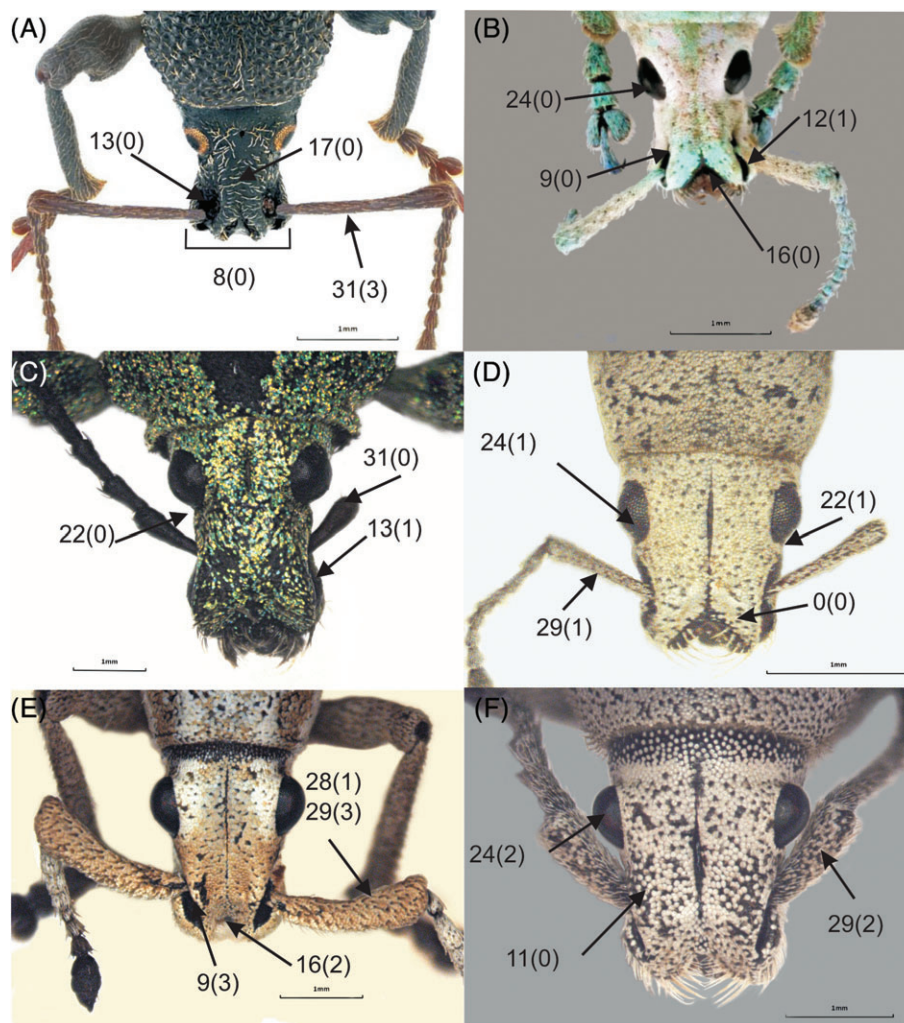 (A)
13(0)
17(0)
8(0)
31(3)
1mm
(B)
24(0)
12(1)
9(0)
16(0)
1mm
(C)
31(0)
22(0)
13(1)
1mm
(D)
24(1)
22(1)
29(1)
0(0)
1mm
(E)
28(1)
29(3)
9(3)
16(2)
1mm
(F)
24(2)
29(2)
11(0)
1mm